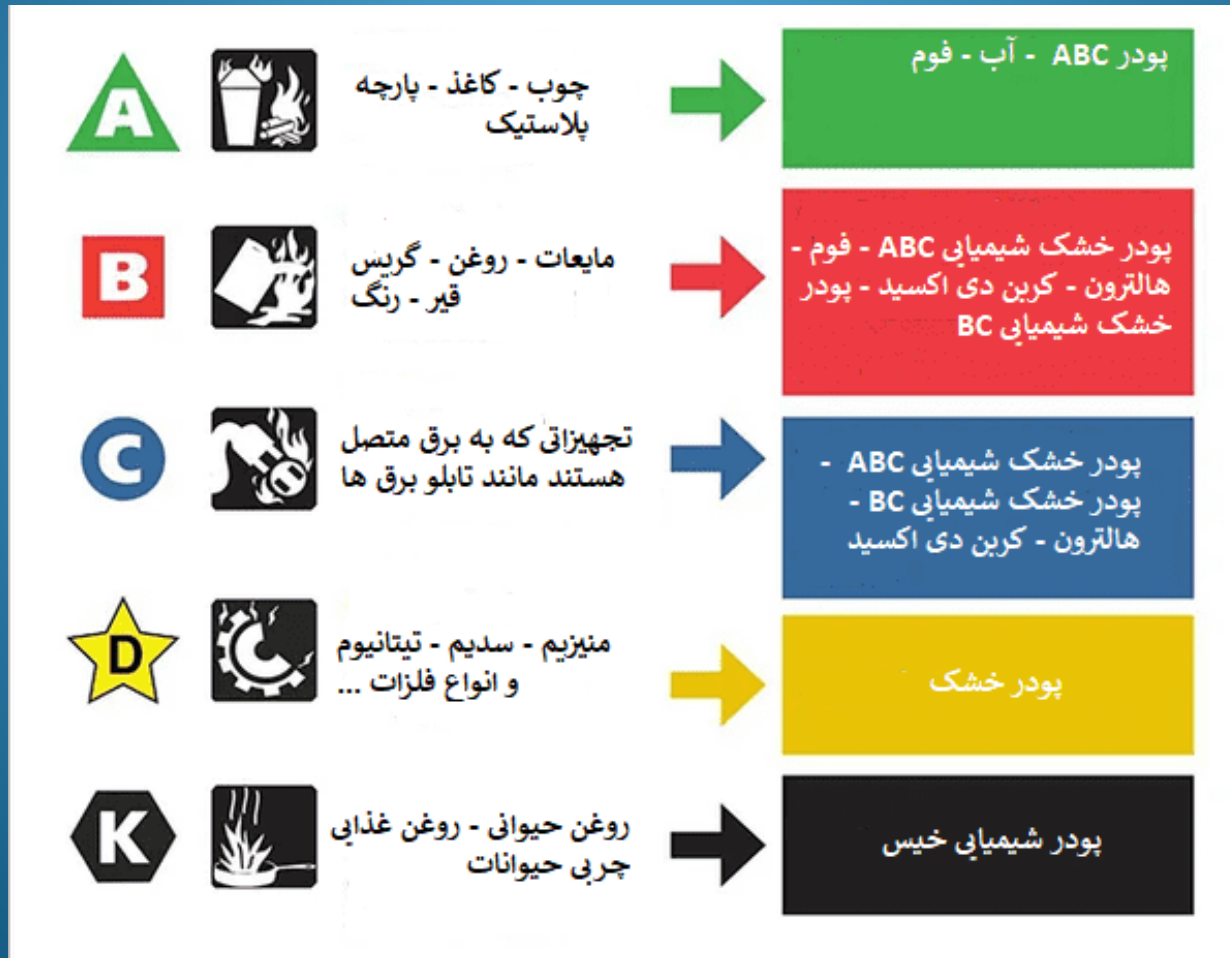 A
چوب - کاغذ - پارچه
پلاستیک
پودر ABC - آب - فوم
B
مایعات - روغن - گریس
قیر - رنگ
پودر خشک شیمیایی ABC - فوم -
هالترون - کربن دی اکسید - پودر
خشک شیمیایی BC
C
تجهیزاتی که به برق متصل
هستند مانند تابلو برق ها
پودر خشک شیمیایی ABC -
پودر خشک شیمیایی BC -
هالترون - کربن دی اکسید
D
منیزیم - سدیم - تیتانیوم
و انواع فلزات ...
پودر خشک
K
روغن حیوانی - روغن غذایی
چربی حیوانات
پودر شیمیایی خیس